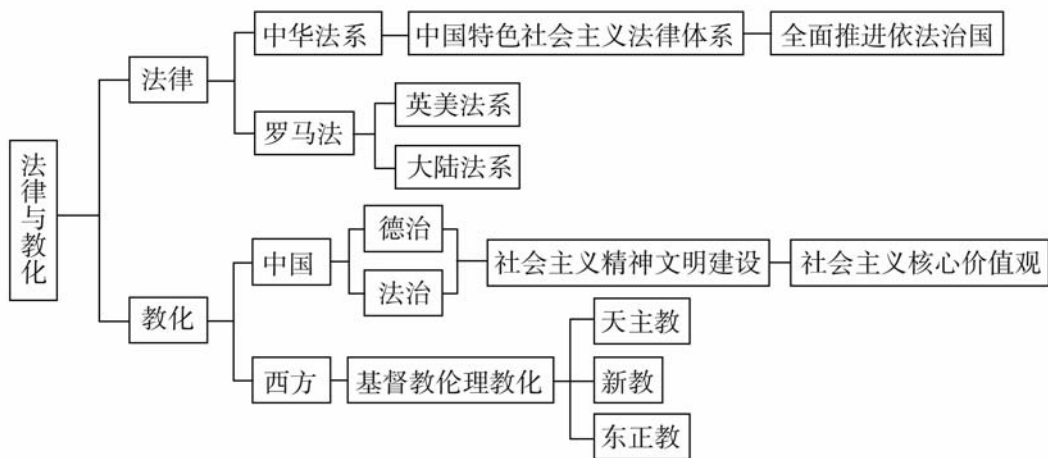 法律与教化
法律
中华法系
中国特色社会主义法律体系
全面推进依法治国
罗马法
英美法系
大陆法系
教化
中国
德治
法治
社会主义精神文明建设
社会主义核心价值观
西方
基督教伦理教化
天主教
新教
东正教